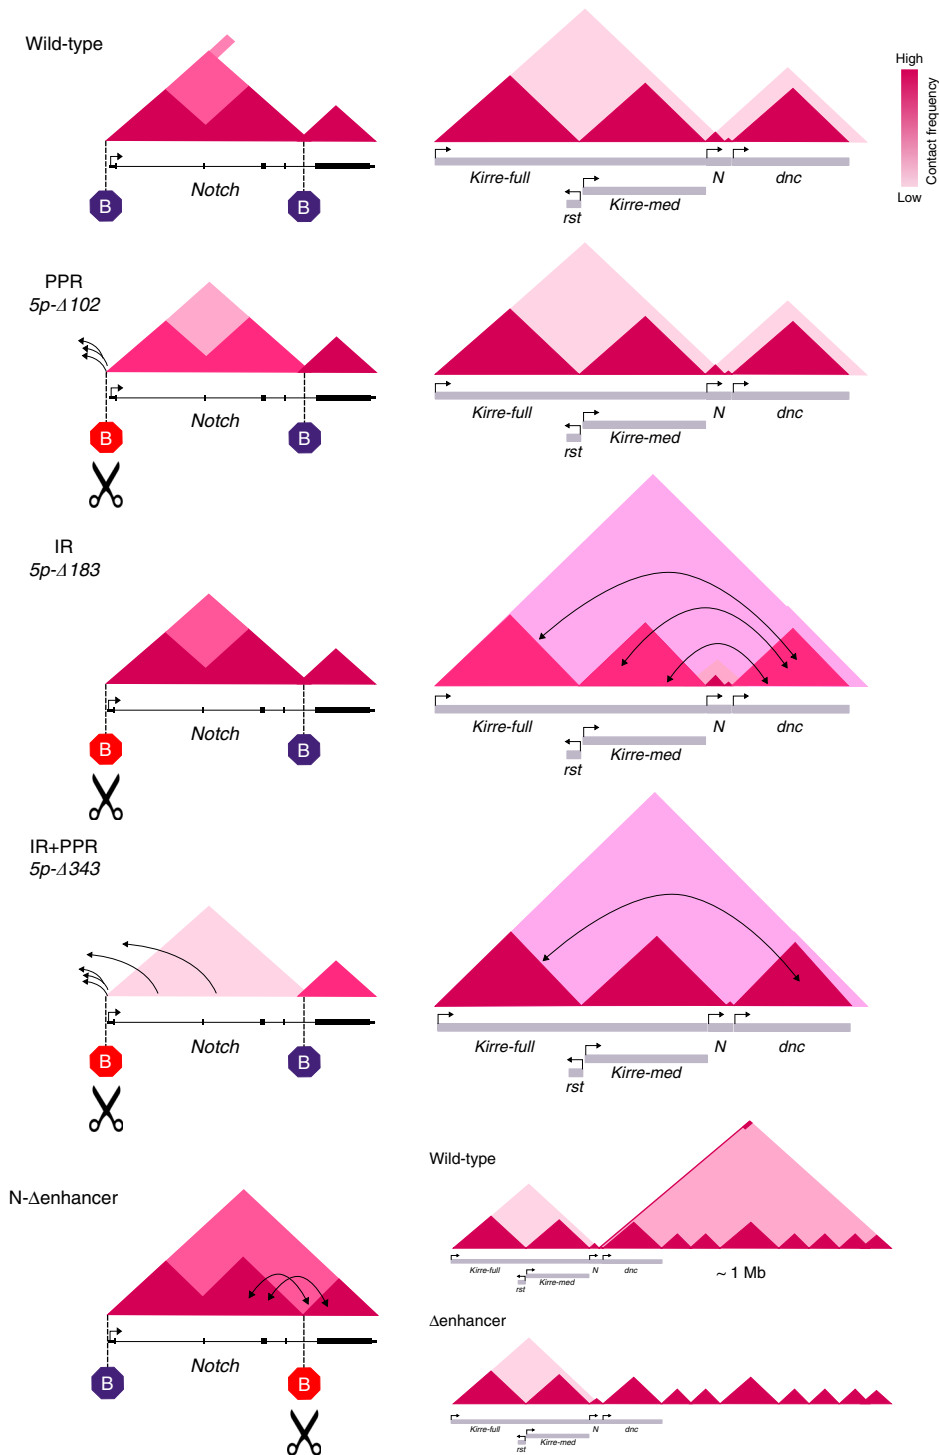 Wild-type
B
Notch
B
Kirre-full
N
dnc
rst
Kirre-med
High
Contact frequency
Low
PPR
5p-Δ102
B
Notch
B
Kirre-full
N
dnc
rst
Kirre-med
IR
5p-Δ183
B
Notch
B
Kirre-full
N
dnc
rst
Kirre-med
IR+PPR
5p-Δ343
B
Notch
B
Kirre-full
N
dnc
rst
Kirre-med
N-Δenhancer
B
Notch
B
Wild-type
Kirre-full
N
dnc
rst
Kirre-med
~ 1 Mb
Δenhancer
Kirre-full
N
dnc
rst
Kirre-med